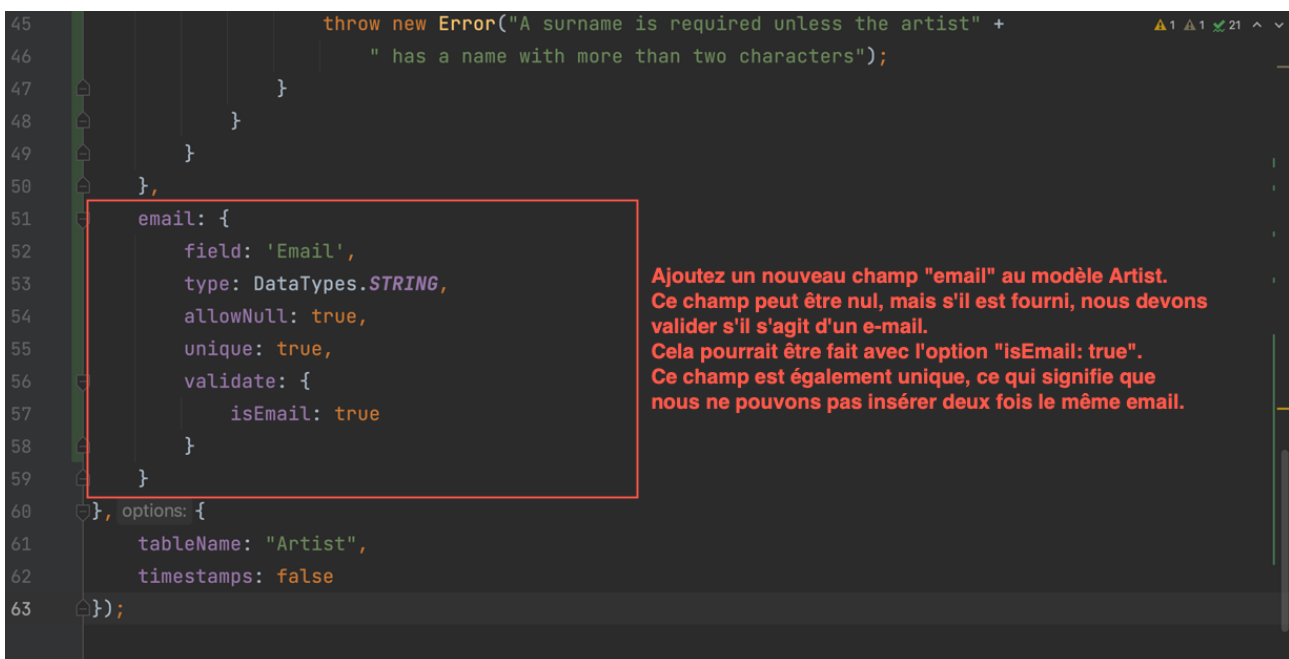 45 throw new Error("A surname is required unless the artist" + 1 1 21
46 " has a name with more than two characters");
47 }
48 }
49 }
50 },
51 email: {
52 field: 'Email',
53 type: DataTypes.STRING,
54 allowNull: true,
55 unique: true,
56 validate: {
57 isEmail: true
58 }
59 }
60 }, options: {
61 tableName: "Artist",
62 timestamps: false
63 });
Ajoutez un nouveau champ "email" au modèle Artist.
Ce champ peut être nul, mais s'il est fourni, nous devons
valider s'il s'agit d'un e-mail.
Cela pourrait être fait avec l'option "isEmail: true".
Ce champ est également unique, ce qui signifie que
nous ne pouvons pas insérer deux fois le même email.